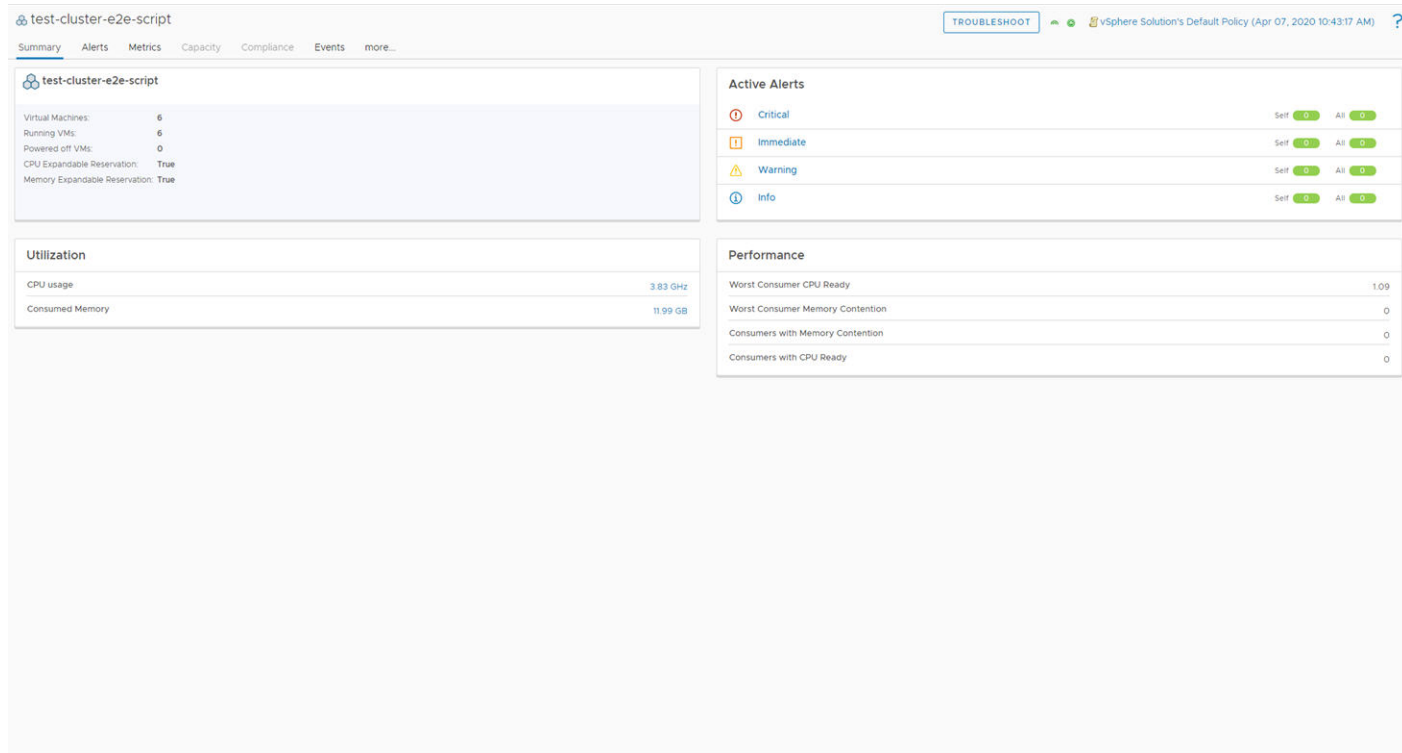 test-cluster-e2e-script
TROUBLESHOOT
vSphere Solution's Default Policy (Apr 07, 2020 10:43:17 AM)
?
Summary Alerts Metrics Capacity Compliance Events more...
test-cluster-e2e-script
Virtual Machines: 6
Running VMs: 6
Powered off VMs: 0
CPU Expandable Reservation: True
Memory Expandable Reservation: True
Active Alerts
Critical Self 0 All 0
Immediate Self 0 All 0
Warning Self 0 All 0
Info Self 0 All 0
Utilization
CPU usage 3.83 GHz
Consumed Memory 11.99 GB
Performance
Worst Consumer CPU Ready 1.09
Worst Consumer Memory Contention 0
Consumers with Memory Contention 0
Consumers with CPU Ready 0